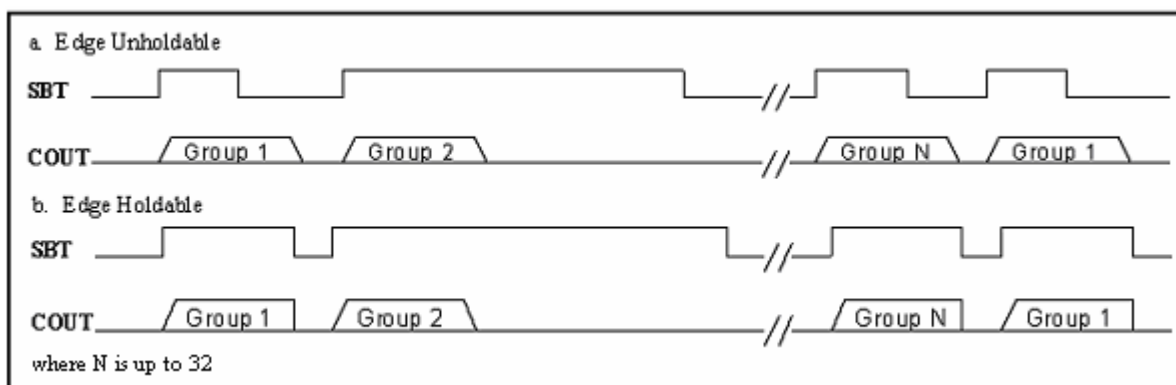 a. Edge Unholdable
SBT
//
COUT Group 1 Group 2 // Group N Group 1
b. Edge Holdable
SBT
//
COUT Group 1 Group 2 // Group N Group 1
where N is up to 32